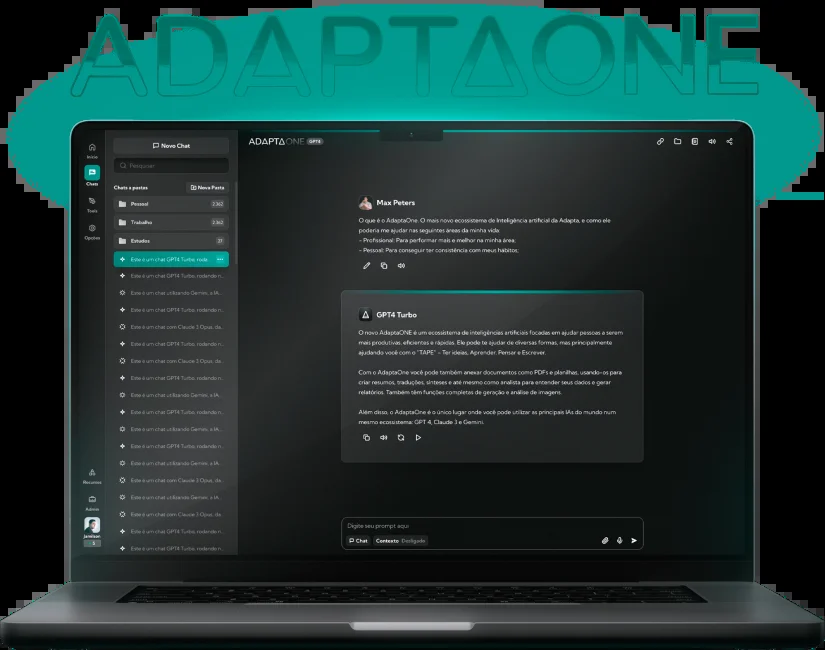 ADAPTAONE
Novo Chat
Pesquisar
Chats e pastas
Nova Pasta
Pessoal
2.362
Trabalho
2.362
Estudos
27
Este é um chat GPT4 Turbo, roda...
Este é um chat GPT4 Turbo, rodando n...
Este é um chat utilizando Gemini, a IA...
Este é um chat GPT4 Turbo, rodando n...
Este é um chat com Claude 3 Opus, da...
Este é um chat GPT4 Turbo, rodando n...
Este é um chat com Claude 3 Opus, da...
Este é um chat GPT4 Turbo, rodando n...
Este é um chat utilizando Gemini, a IA...
Este é um chat GPT4 Turbo, rodando n...
Este é um chat utilizando Gemini, a IA...
Este é um chat GPT4 Turbo, rodando n...
Este é um chat utilizando Gemini, a IA...
Este é um chat com Claude 3 Opus, da...
Este é um chat utilizando Gemini, a IA...
Este é um chat com Claude 3 Opus, da...
Este é um chat GPT4 Turbo, rodando n...
Este é um chat GPT4 Turbo, rodando n...
Início
Chats
Tools
Opções
Recursos
Admin
Jamilson
ADAPTAONE GPT4
Max Peters
O que é o AdaptaOne. O mais novo ecossistema de Inteligência artificial da Adapta, e como ele
poderia me ajudar nas seguintes áreas da minha vida:
- Profissional: Para performar mais e melhor na minha área;
- Pessoal: Para conseguir ter consistência com meus hábitos;
GPT4 Turbo
O novo AdaptaONE é um ecossistema de inteligências artificiais focadas em ajudar pessoas a serem
mais produtivas, eficientes e rápidas. Ele pode te ajudar de diversas formas, mas principalmente
ajudando você com o "TAPE" - Ter ideias, Aprender, Pensar e Escrever.
Com o AdaptaOne você pode também anexar documentos como PDFs e planilhas, usando-os para
criar resumos, traduções, sínteses e até mesmo como analista para entender seus dados e gerar
relatórios. Também têm funções completas de geração e análise de imagens.
Além disso, o AdaptaOne é o único lugar onde você pode utilizar as principais IAs do mundo num
mesmo ecossistema: GPT 4, Claude 3 e Gemini.
Digite seu prompt aqui
Chat
Contexto Desligado